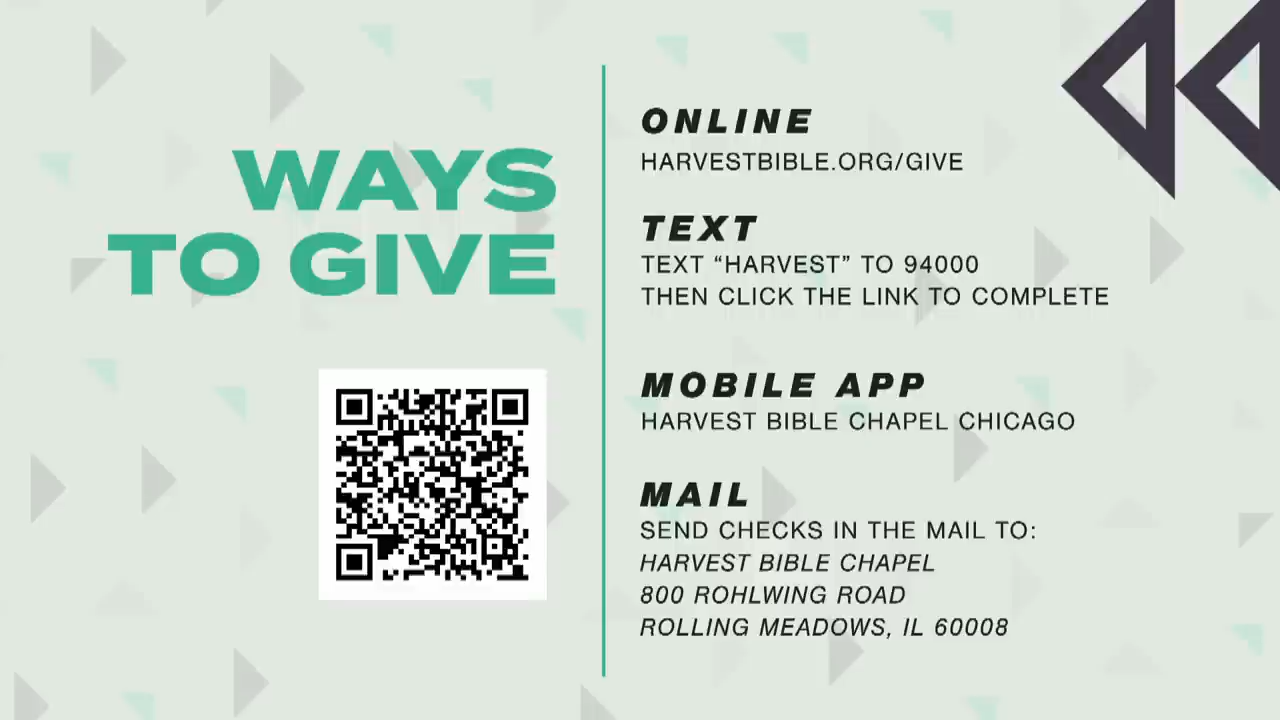 WAYS
TO GIVE
ONLINE
HARVESTBIBLE.ORG/GIVE
TEXT
TEXT “HARVEST” TO 94000
THEN CLICK THE LINK TO COMPLETE
MOBILE APP
HARVEST BIBLE CHAPEL CHICAGO
MAIL
SEND CHECKS IN THE MAIL TO:
HARVEST BIBLE CHAPEL
800 ROHLWING ROAD
ROLLING MEADOWS, IL 60008